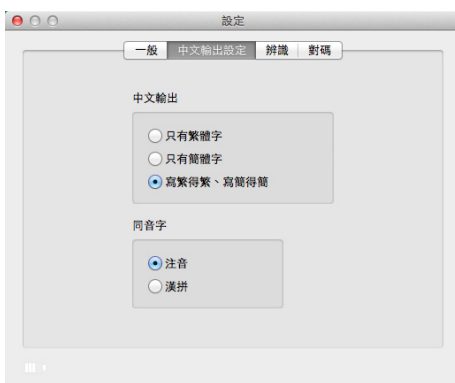 設定
一般 中文輸出設定 辨識 對碼
中文輸出
只有繁體字
只有簡體字
寫繁得繁、寫簡得簡
同音字
注音
漢拼